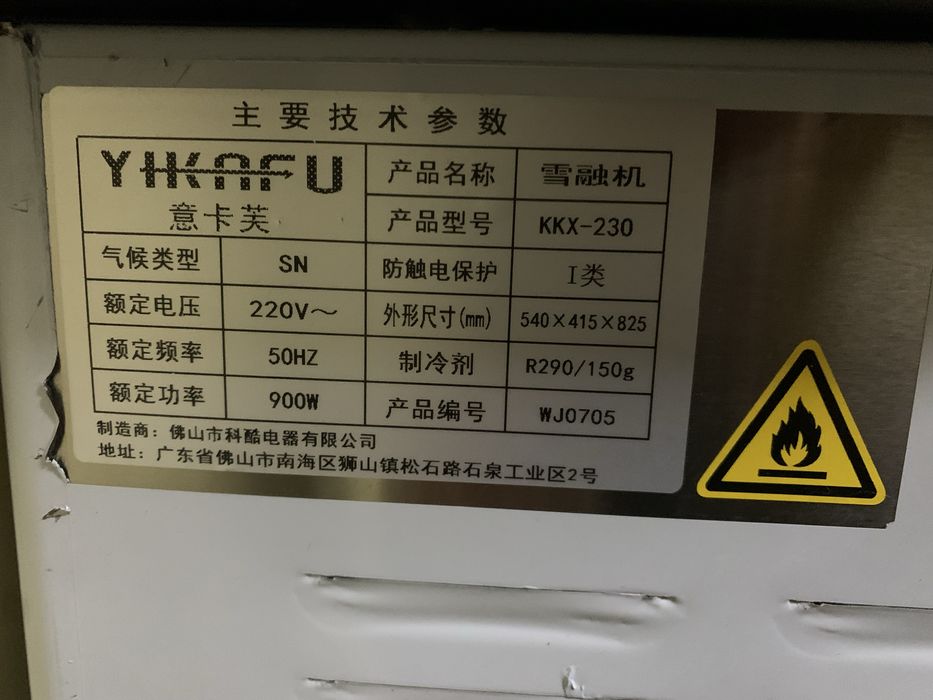 主要技术参数
YIKAFU
意卡芙
产品名称 雪融机
产品型号 KKX-230
气候类型 SN 防触电保护 I类
额定电压 220V～ 外形尺寸(mm) 540×415×825
额定频率 50HZ 制冷剂 R290/150g
额定功率 900W 产品编号 WJ0705
制造商：佛山市科酷电器有限公司
地址：广东省佛山市南海区狮山镇松石路石泉工业区2号